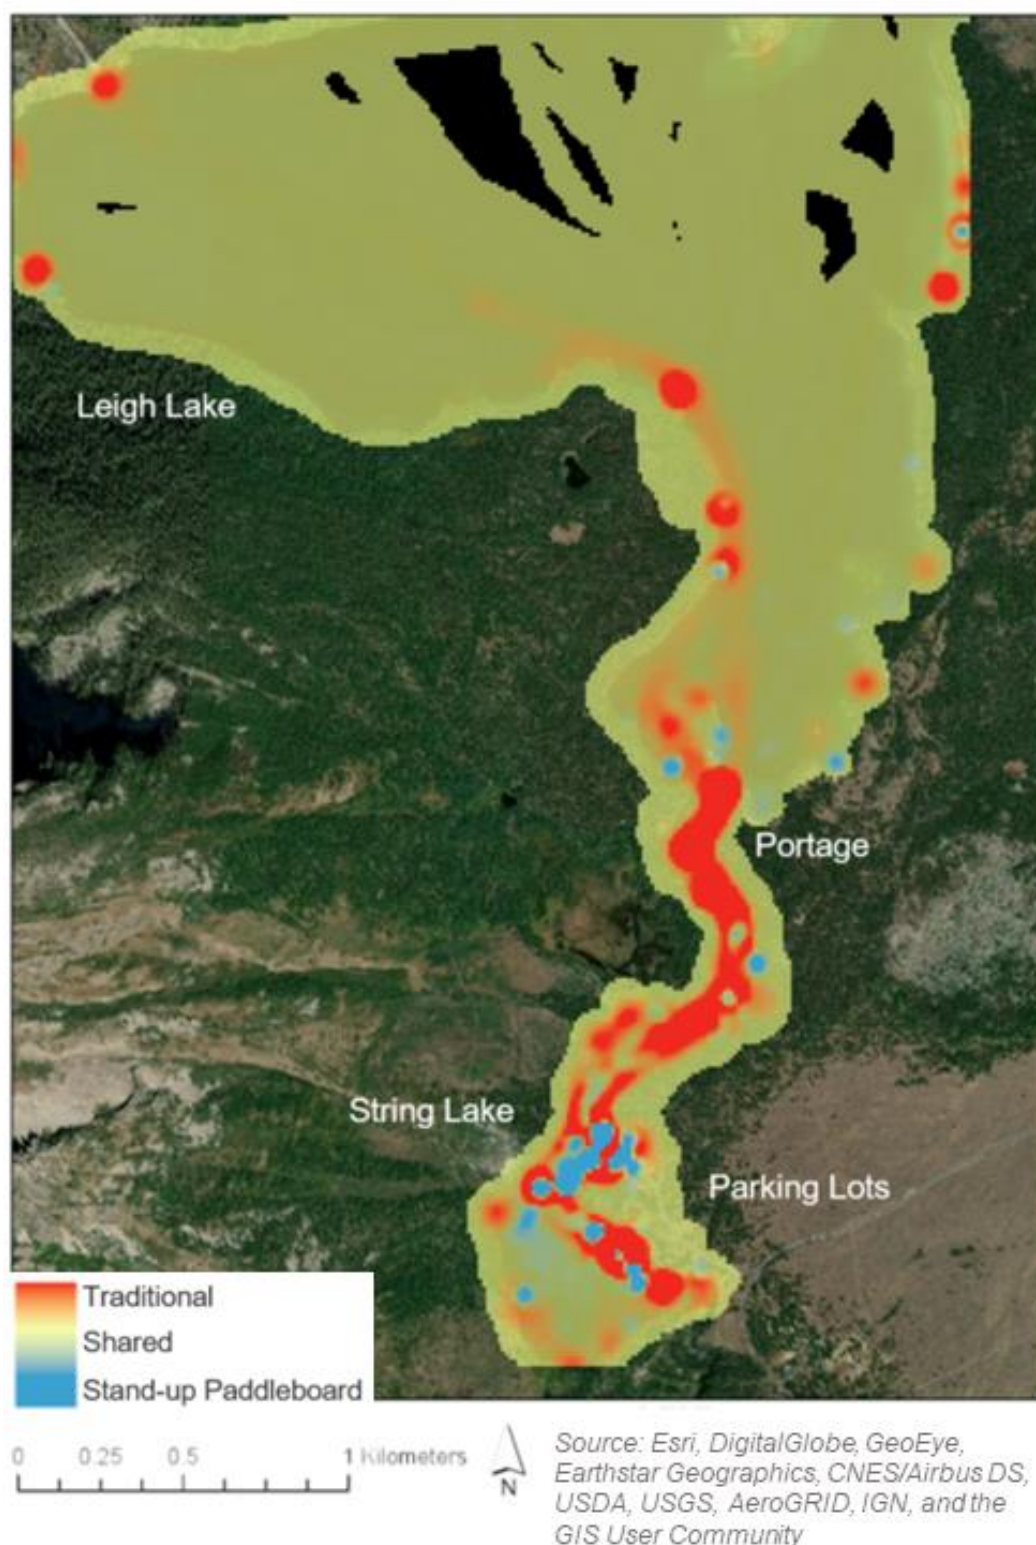 Leigh Lake
Portage
String Lake
Parking Lots
Traditional
Shared
Stand-up Paddleboard
0 0.25 0.5 1 Kilometers
N
Source: Esri, DigitalGlobe, GeoEye,
Earthstar Geographics, CNES/Airbus DS,
USDA, USGS, AeroGRID, IGN, and the
GIS User Community